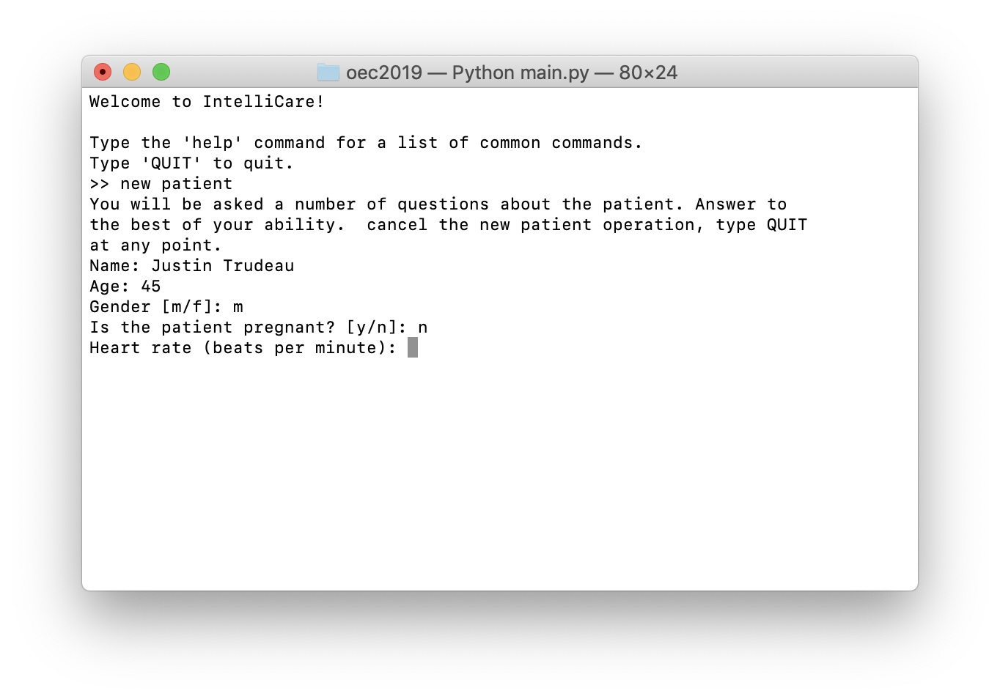 oec2019 — Python main.py — 80×24
Welcome to IntelliCare!
Type the 'help' command for a list of common commands.
Type 'QUIT' to quit.
>> new patient
You will be asked a number of questions about the patient. Answer to
the best of your ability.  cancel the new patient operation, type QUIT
at any point.
Name: Justin Trudeau
Age: 45
Gender [m/f]: m
Is the patient pregnant? [y/n]: n
Heart rate (beats per minute):